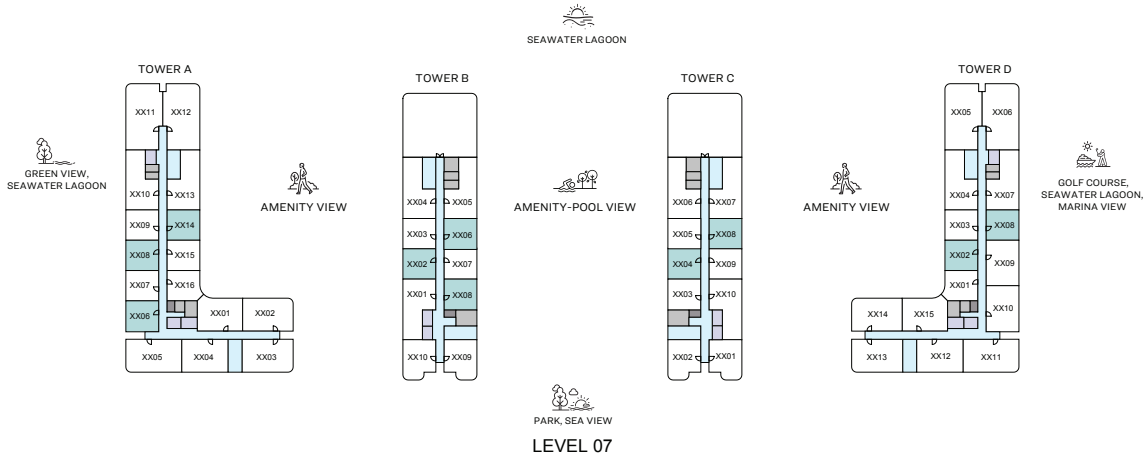 SEAWATER LAGOON
TOWER A
TOWER B
TOWER C
TOWER D
XX11 XX12
XX10 XX13
XX09 XX14
XX08 XX15
XX07 XX16
XX06
XX01 XX02
XX05 XX04 XX03
XX04 XX05
XX03 XX06
XX02 XX07
XX01 XX08
XX10 XX09
XX06 XX07
XX05 XX08
XX04 XX09
XX03 XX10
XX02 XX01
XX05 XX06
XX04 XX07
XX03 XX08
XX02 XX09
XX01
XX10
XX14 XX15
XX13 XX12 XX11
GREEN VIEW,
SEAWATER LAGOON
AMENITY VIEW
AMENITY-POOL VIEW
AMENITY VIEW
GOLF COURSE,
SEAWATER LAGOON,
MARINA VIEW
PARK, SEA VIEW
LEVEL 07